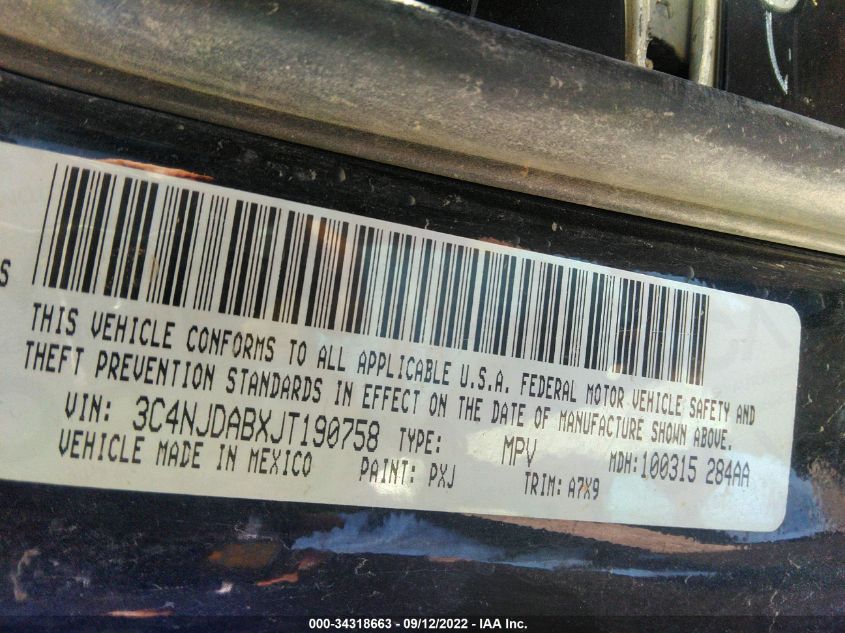 S
THIS VEHICLE CONFORMS TO ALL APPLICABLE U.S.A. FEDERAL MOTOR VEHICLE SAFETY AND
THEFT PREVENTION STANDARDS IN EFFECT ON THE DATE OF MANUFACTURE SHOWN ABOVE.
VIN: 3C4NJDABXJT190758 TYPE: MPV MDH:100315 284AA
VEHICLE MADE IN MEXICO PAINT: PXJ TRIM: A7X9
000-34318663 - 09/12/2022 - IAA Inc.